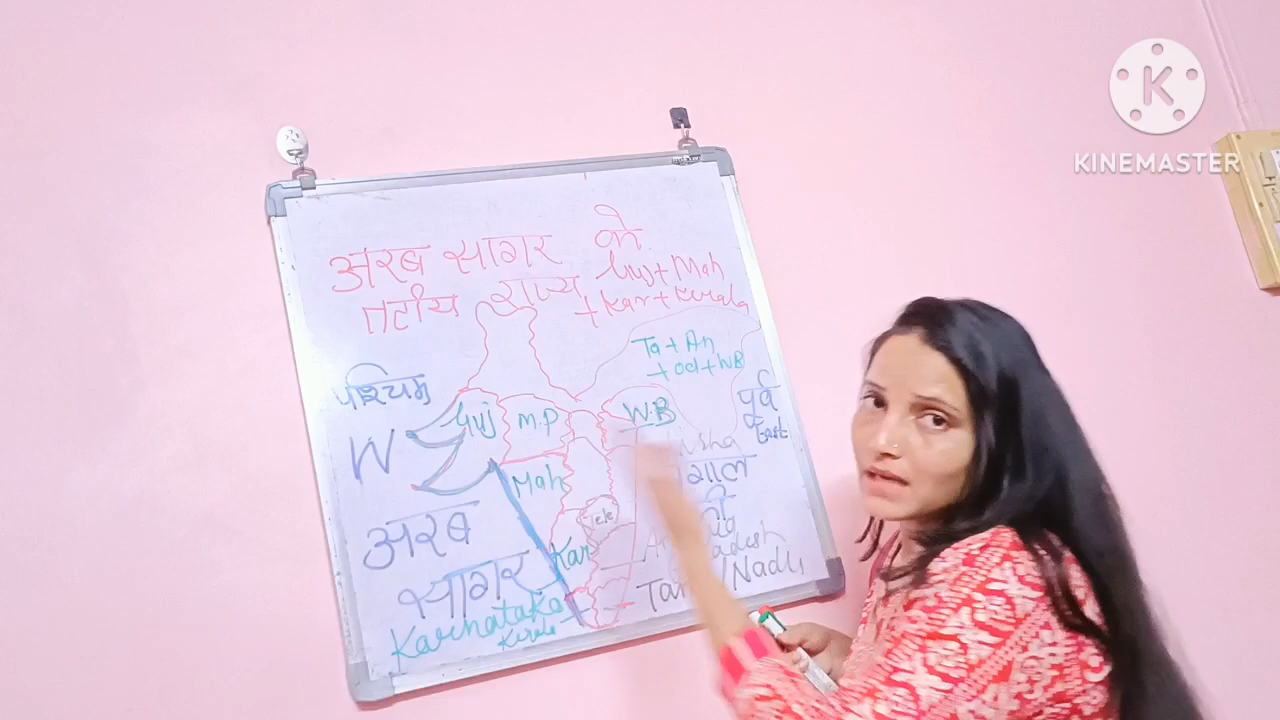 अरब सागर के
तटीय राज्य Guj + Mah
+ Kar + Kerala
Ta + An
+ Od + WB
पश्चिम
W
पूर्व
East
Guj
M.P
W.B
Mah
Tele
Kar
अरब
सागर
Karnataka
Kerala
Tamil Nadu
KINEMASTER